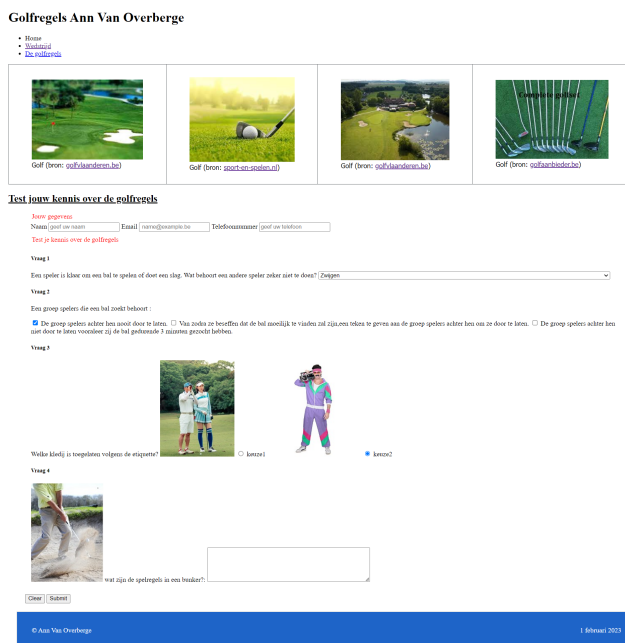 Golfregels Ann Van Overberge
Home
Wedstrijd
De golfregels
Complete golfset
Golf (bron: golfvlaanderen.be)
Golf (bron: sport-en-spelen.nl)
Golf (bron: golfvlaanderen.be)
Golf (bron: golfaanbieder.be)
Test jouw kennis over de golfregels
Jouw gegevens
Naam geef uw naam Email name@example.be Telefoonnummer geef uw telefoon
Test je kennis over de golfregels
Vraag 1
Een speler is klaar om een bal te spelen of doet een slag. Wat behoort een andere speler zeker niet te doen? Zwijgen
Vraag 2
Een groep spelers die een bal zoekt behoort :
De groep spelers achter hen nooit door te laten. Van zodra ze beseffen dat de bal moeilijk te vinden zal zijn,een teken te geven aan de groep spelers achter hen om ze door te laten. De groep spelers achter hen
niet door te laten vooraleer zij de bal gedurende 3 minuten gezocht hebben.
Vraag 3
Welke kledij is toegelaten volgens de etiquette? keuze1 keuze2
Vraag 4
wat zijn de spelregels in een bunker?:
Clear Submit
© Ann Van Overberge 1 februari 2023